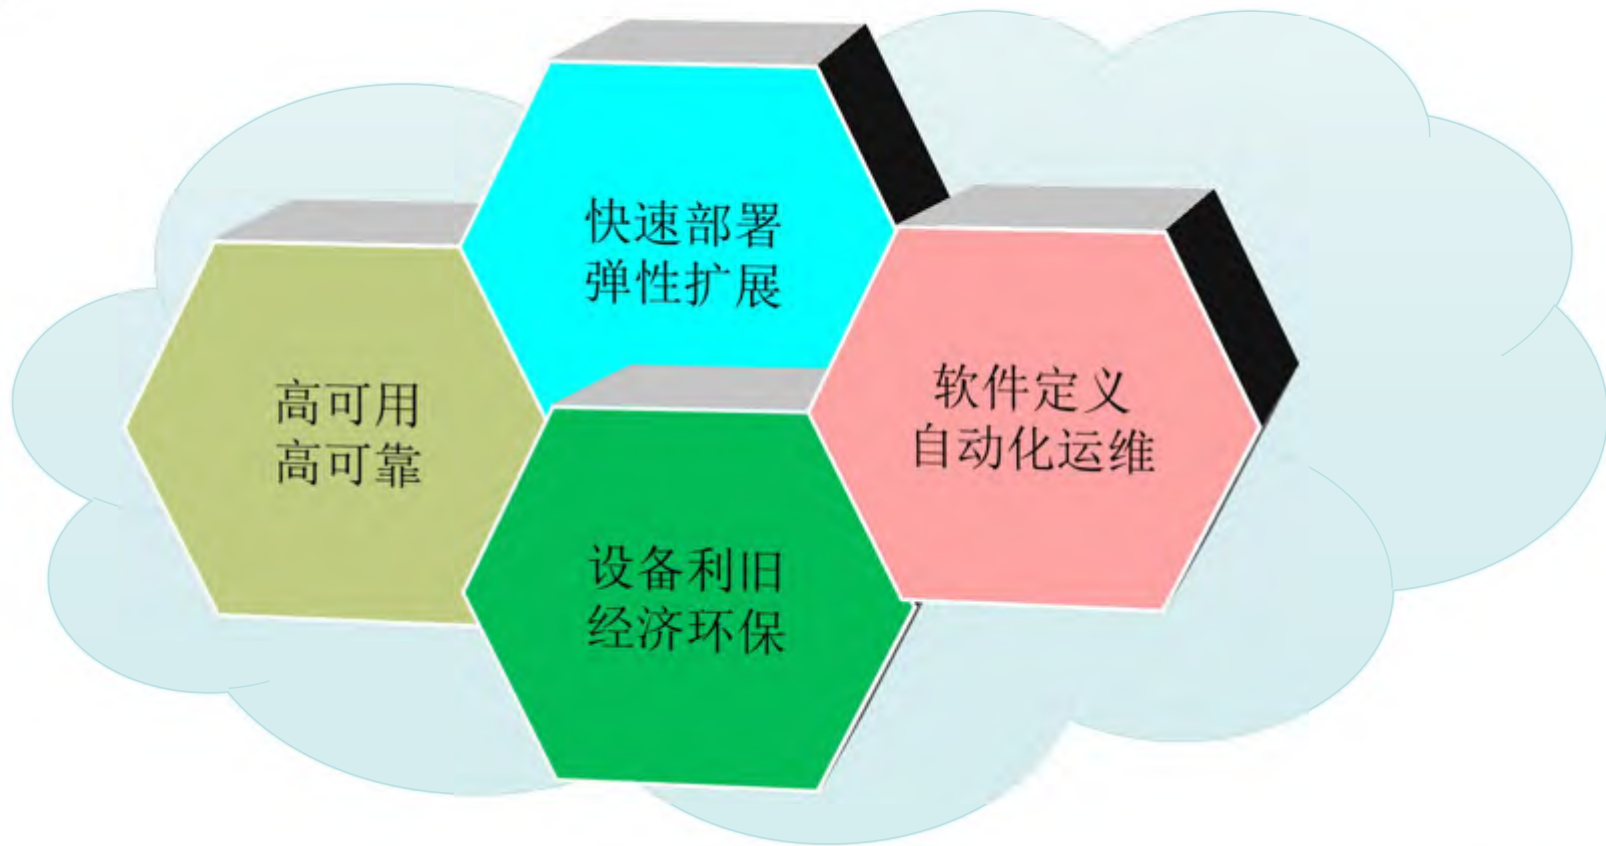 快速部署
弹性扩展
高可用
高可靠
软件定义
自动化运维
设备利旧
经济环保